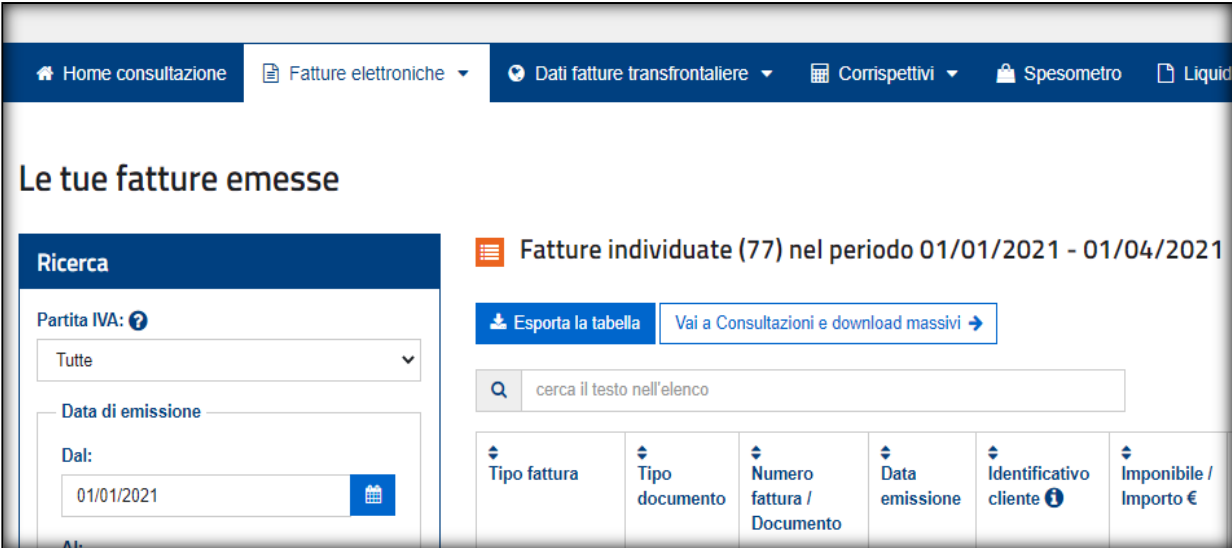 Home consultazione
Fatture elettroniche
Dati fatture transfrontaliere
Corrispettivi
Spesometro
Le tue fatture emesse
Ricerca
Partita IVA:
Tutte
Data di emissione
Dal:
01/01/2021
Fatture individuate (77) nel periodo 01/01/2021 - 01/04/2021
Esporta la tabella
Vai a Consultazioni e download massivi
cerca il testo nell'elenco
Tipo fattura
Tipo
documento
Numero
fattura /
Documento
Data
emissione
Identificativo
cliente
Imponibile /
Importo €